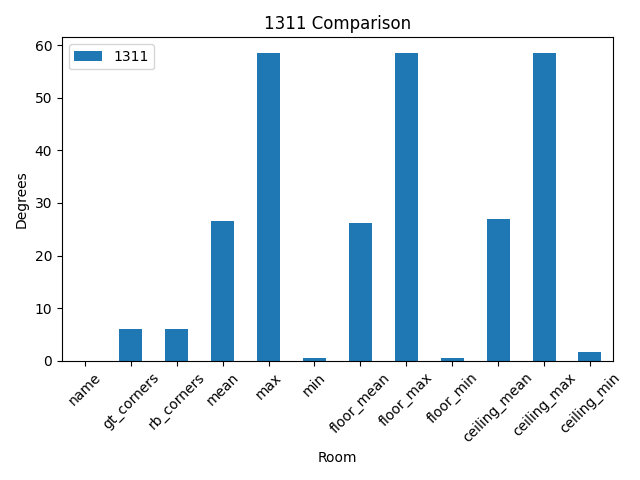 1311 Comparison
1311
Degrees
60
50
40
30
20
10
0
name
gt_corners
rb_corners
mean
max
min
floor_mean
floor_max
floor_min
ceiling_mean
ceiling_max
ceiling_min
Room